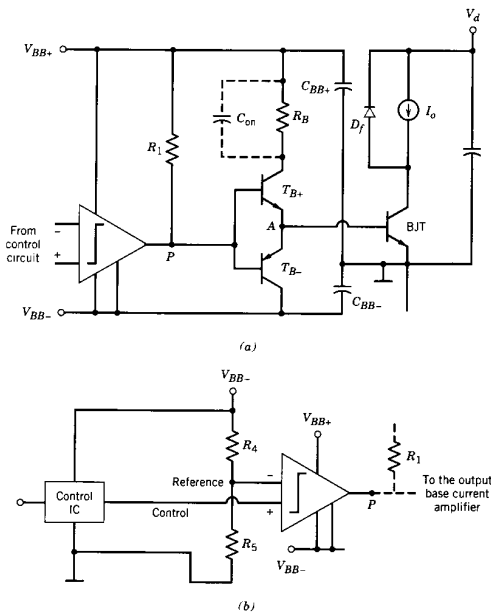 V_d
V_BB+
C_BB+
C_on
R_B
D_f
I_o
R_1
T_B+
From
control
circuit
-
+
P
A
BJT
T_B-
V_BB-
C_BB-
(a)
V_BB-
V_BB+
R_4
R_1
Reference
-
Control
IC
Control
+
P
To the output
base current
amplifier
R_5
V_BB-
(b)